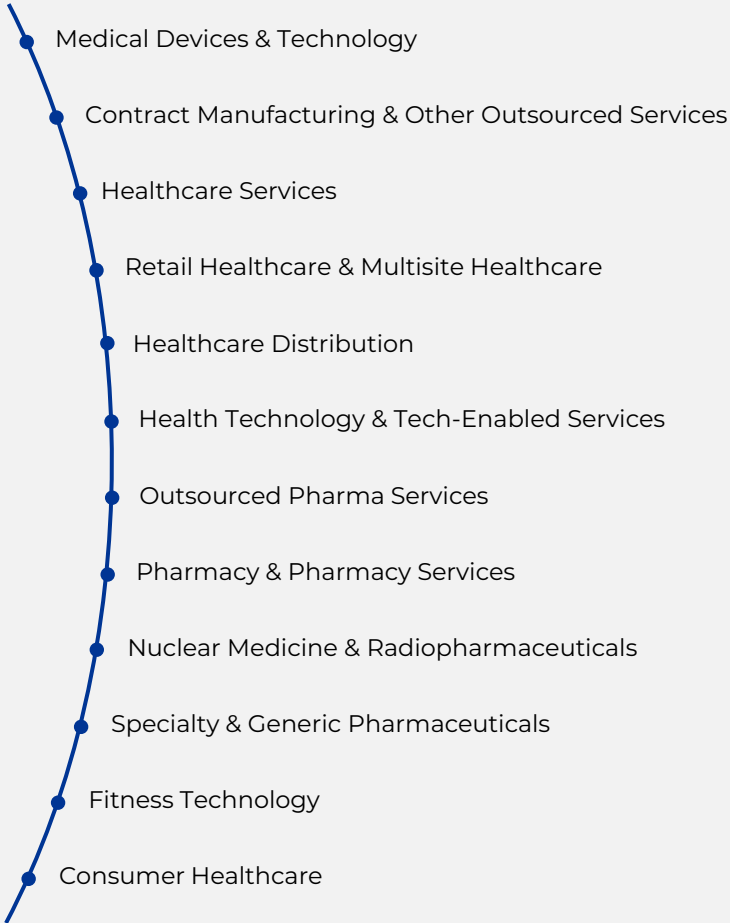 Medical Devices & Technology
Contract Manufacturing & Other Outsourced Services
Healthcare Services
Retail Healthcare & Multisite Healthcare
Healthcare Distribution
Health Technology & Tech-Enabled Services
Outsourced Pharma Services
Pharmacy & Pharmacy Services
Nuclear Medicine & Radiopharmaceuticals
Specialty & Generic Pharmaceuticals
Fitness Technology
Consumer Healthcare